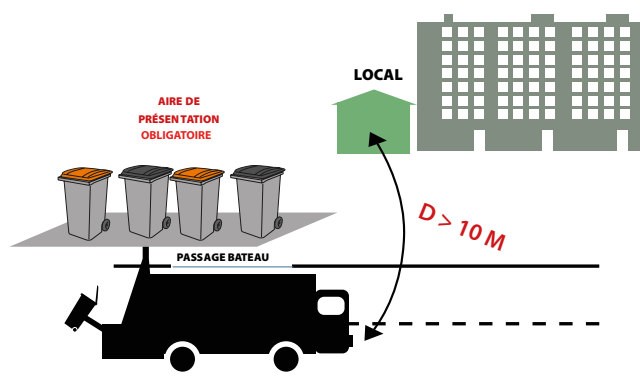 LOCAL
AIRE DE
PRÉSENTATION
OBLIGATOIRE
D > 10 M
PASSAGE BATEAU